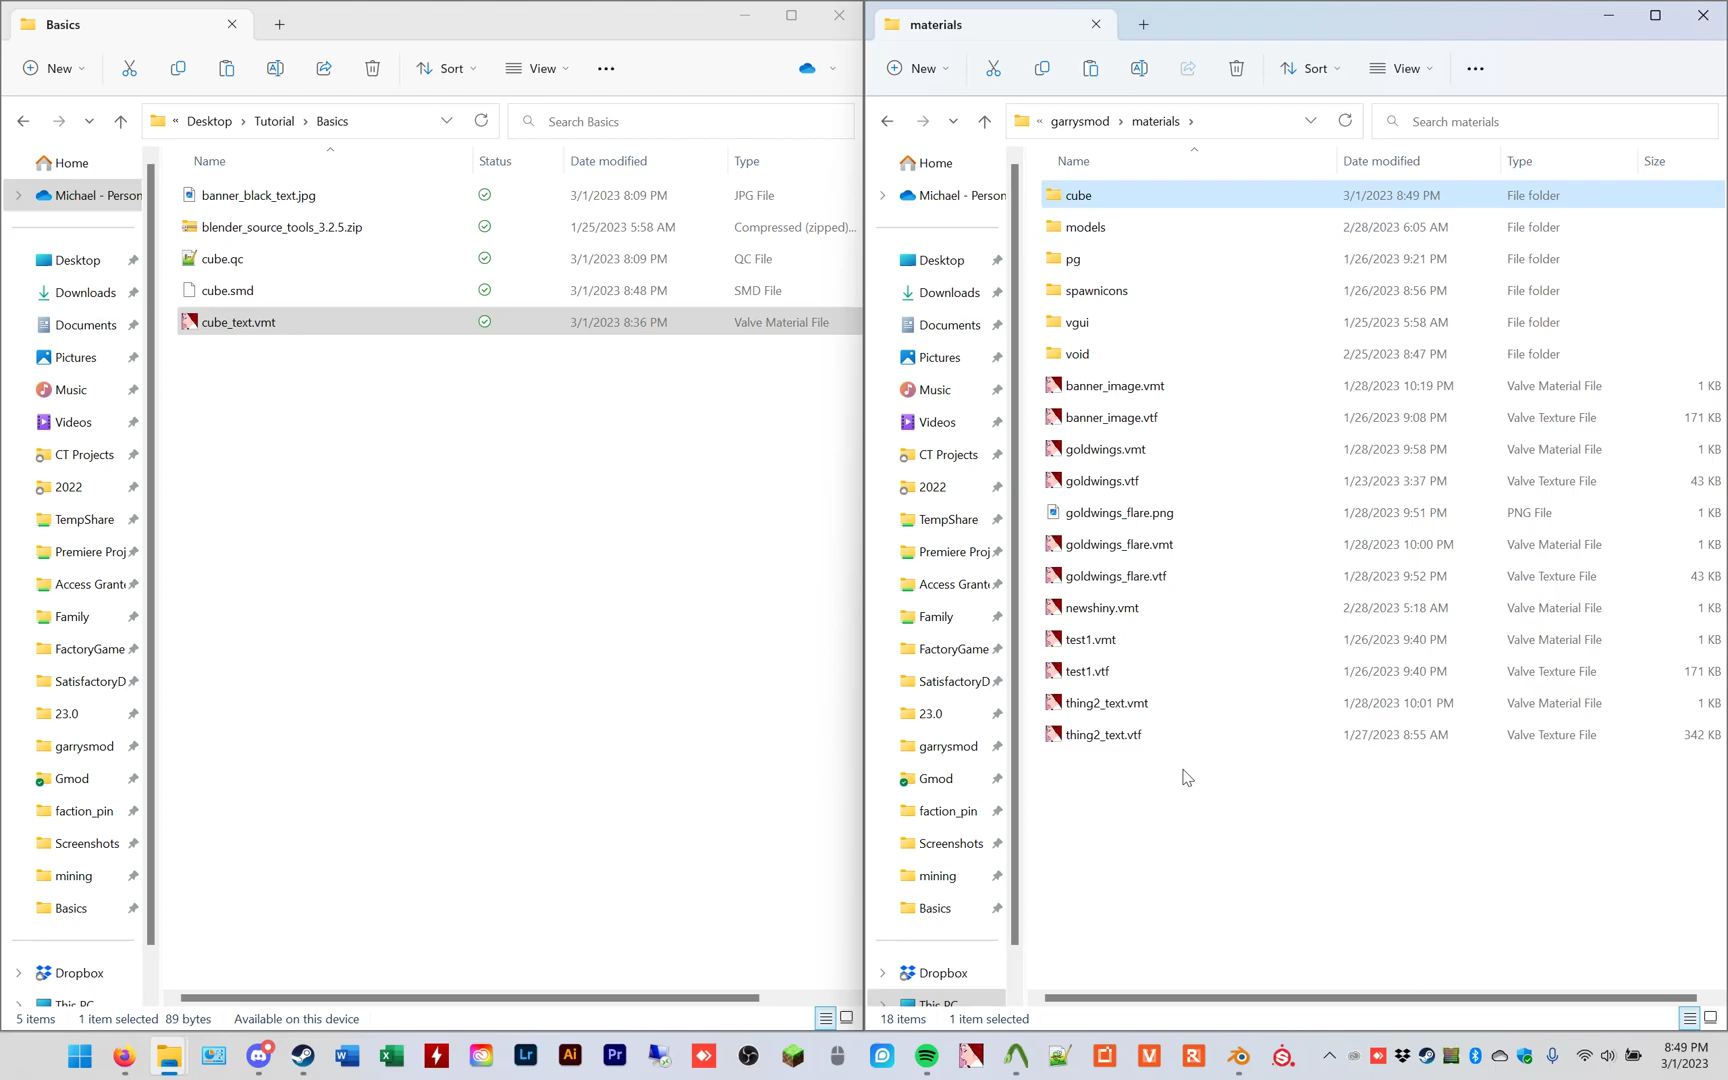 Basics
New
Sort
View
« Desktop > Tutorial > Basics
Search Basics
Home
Michael - Person
Desktop
Downloads
Documents
Pictures
Music
Videos
CT Projects
2022
TempShare
Premiere Proj
Access Grant
Family
FactoryGame
SatisfactoryD
23.0
garrysmod
Gmod
faction_pin
Screenshots
mining
Basics
Dropbox
This PC
Name Status Date modified Type
banner_black_text.jpg 3/1/2023 8:09 PM JPG File
blender_source_tools_3.2.5.zip 1/25/2023 5:58 AM Compressed (zipped)...
cube.qc 3/1/2023 8:09 PM QC File
cube.smd 3/1/2023 8:48 PM SMD File
cube_text.vmt 3/1/2023 8:36 PM Valve Material File
5 items 1 item selected 89 bytes Available on this device
materials
New
Sort
View
« garrysmod > materials >
Search materials
Home
Michael - Person
Desktop
Downloads
Documents
Pictures
Music
Videos
CT Projects
2022
TempShare
Premiere Proj
Access Grant
Family
FactoryGame
SatisfactoryD
23.0
garrysmod
Gmod
faction_pin
Screenshots
mining
Basics
Dropbox
This PC
Name Date modified Type Size
cube 3/1/2023 8:49 PM File folder
models 2/28/2023 6:05 AM File folder
pg 1/26/2023 9:21 PM File folder
spawnicons 1/26/2023 8:56 PM File folder
vgui 1/25/2023 5:58 AM File folder
void 2/25/2023 8:47 PM File folder
banner_image.vmt 1/28/2023 10:19 PM Valve Material File 1 KB
banner_image.vtf 1/26/2023 9:08 PM Valve Texture File 171 KB
goldwings.vmt 1/28/2023 9:58 PM Valve Material File 1 KB
goldwings.vtf 1/23/2023 3:37 PM Valve Texture File 43 KB
goldwings_flare.png 1/28/2023 9:51 PM PNG File 1 KB
goldwings_flare.vmt 1/28/2023 10:00 PM Valve Material File 1 KB
goldwings_flare.vtf 1/28/2023 9:52 PM Valve Texture File 43 KB
newshiny.vmt 2/28/2023 5:18 AM Valve Material File 1 KB
test1.vmt 1/26/2023 9:40 PM Valve Material File 1 KB
test1.vtf 1/26/2023 9:40 PM Valve Texture File 171 KB
thing2_text.vmt 1/28/2023 10:01 PM Valve Material File 1 KB
thing2_text.vtf 1/27/2023 8:55 AM Valve Texture File 342 KB
18 items 1 item selected
Lr
Ai
Pr
8:49 PM
3/1/2023